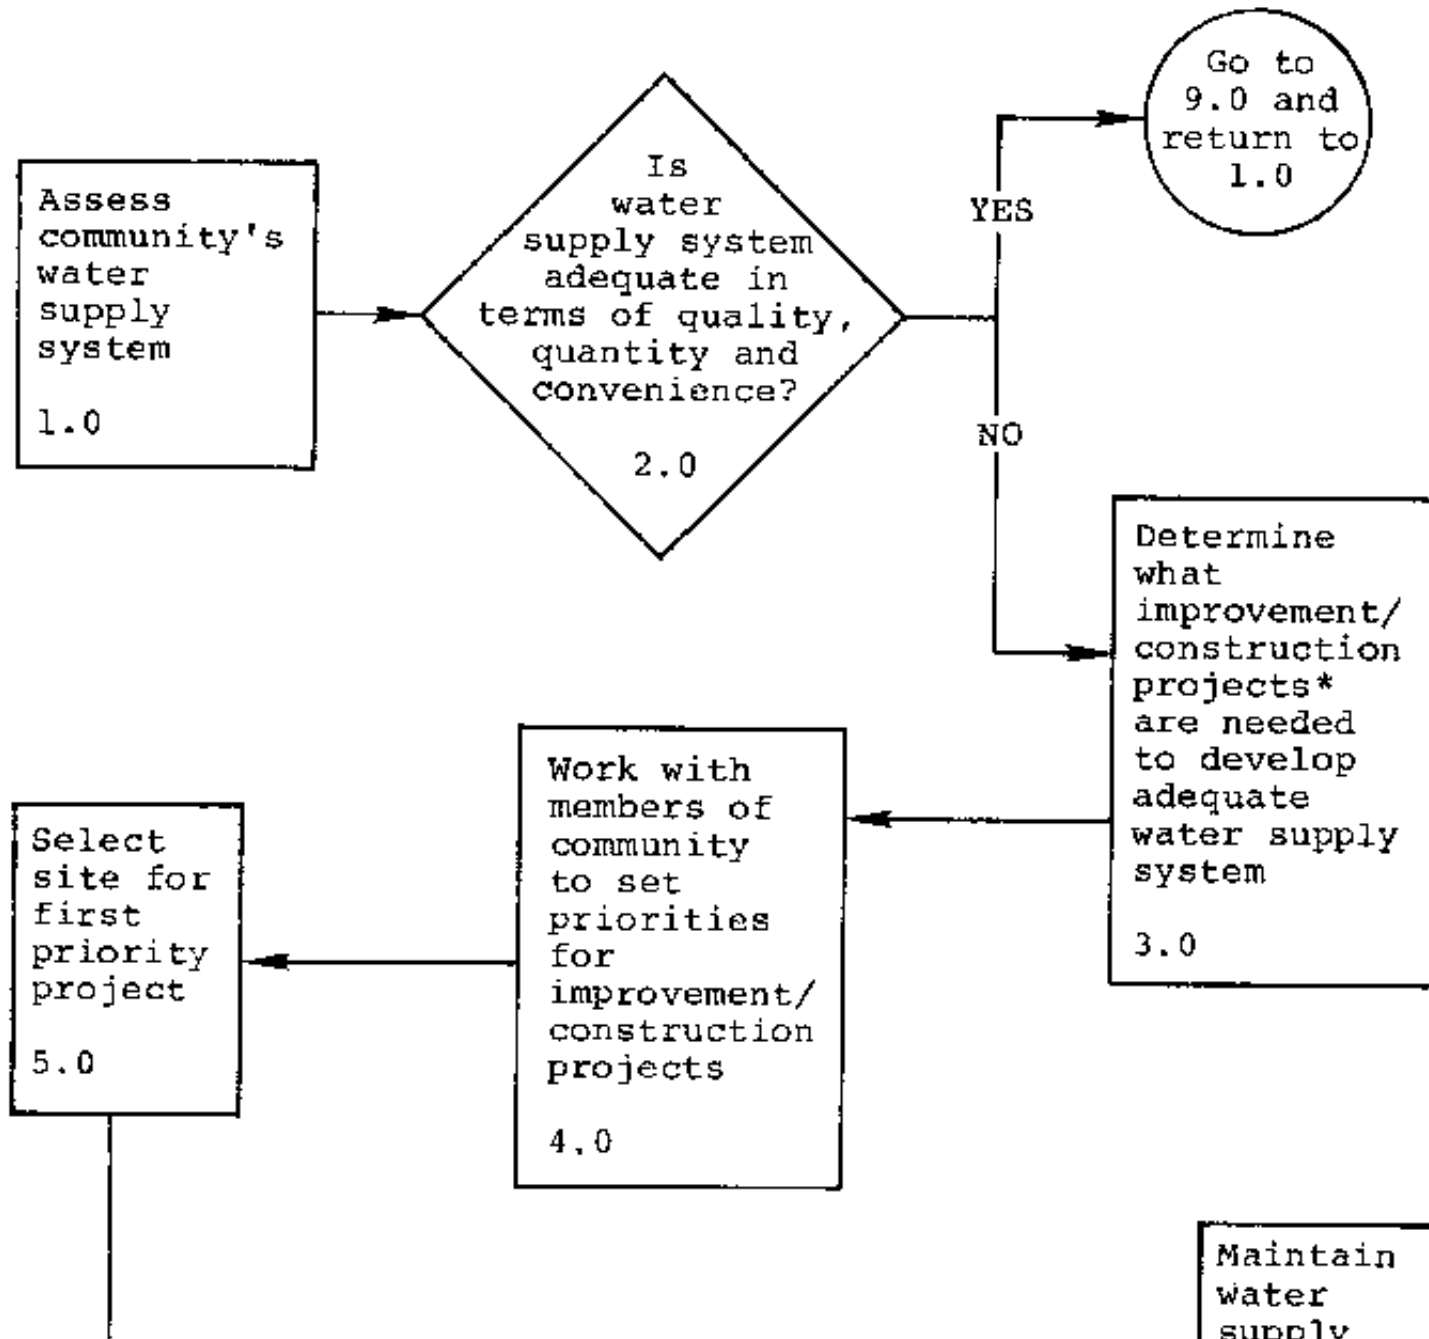 Go to
9.0 and
return to
1.0
Assess
community's
water
supply
system
1.0
Is
water
supply system
adequate in
terms of quality,
quantity and
convenience?
2.0
YES
NO
Determine
what
improvement/
construction
projects*
are needed
to develop
adequate
water supply
system
3.0
Work with
members of
community
to set
priorities
for
improvement/
construction
projects
4.0
Select
site for
first
priority
project
5.0
Maintain
water
supply